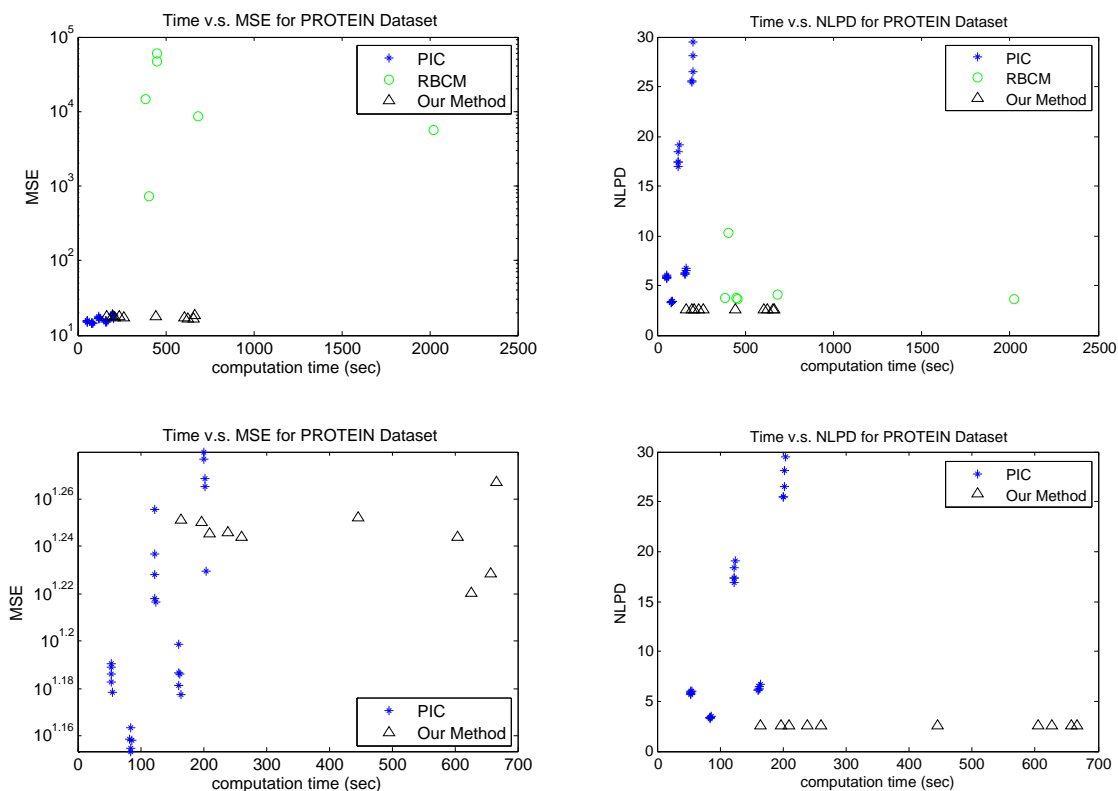 Time v.s. MSE for PROTEIN Dataset
10^5
10^4
10^3
10^2
10^1
MSE
PIC
RBCM
Our Method
0 500 1000 1500 2000 2500
computation time (sec)
Time v.s. NLPD for PROTEIN Dataset
30
25
20
15
10
5
0
NLPD
PIC
RBCM
Our Method
0 500 1000 1500 2000 2500
computation time (sec)
Time v.s. MSE for PROTEIN Dataset
10^1.26
10^1.24
10^1.22
10^1.2
10^1.18
10^1.16
MSE
PIC
Our Method
0 100 200 300 400 500 600 700
computation time (sec)
Time v.s. NLPD for PROTEIN Dataset
30
25
20
15
10
5
0
NLPD
PIC
Our Method
0 100 200 300 400 500 600 700
computation time (sec)